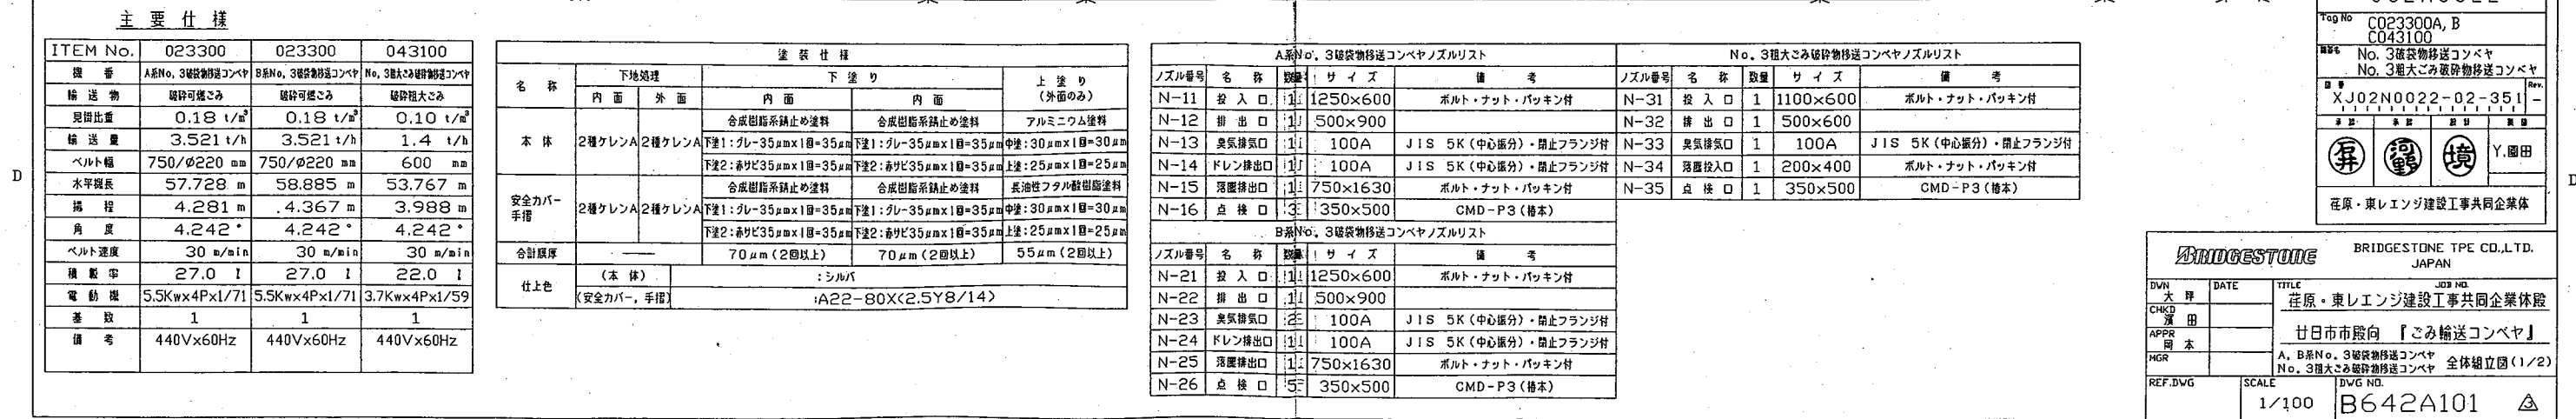 主要仕様
ITEM No. 023300 023300 043100
機番 A系No. 3破袋物移送コンベヤ B系No. 3破袋物移送コンベヤ No. 3粗大ごみ破砕物移送コンベヤ
輸送物 破砕可燃ごみ 破砕可燃ごみ 破砕粗大ごみ
見掛比重 0.18 t/m³ 0.18 t/m³ 0.10 t/m³
輸送量 3.521 t/h 3.521 t/h 1.4 t/h
ベルト幅 750/Ø220 mm 750/Ø220 mm 600 mm
水平機長 57.728 m 58.885 m 53.767 m
揚程 4.281 m 4.367 m 3.988 m
角度 4.242° 4.242° 4.242°
ベルト速度 30 m/min 30 m/min 30 m/min
積載率 27.0 % 27.0 % 22.0 %
電動機 5.5Kw×4P×1/71 5.5Kw×4P×1/71 3.7Kw×4P×1/59
基数 1 1 1
備考 440V×60Hz 440V×60Hz 440V×60Hz
塗装仕様
名称 下地処理 下塗り 上塗り
内面 外面 内面 内面 (外面のみ)
合成樹脂系錆止め塗料 合成樹脂系錆止め塗料 アルミニウム塗料
本体 2種ケレンA 2種ケレンA 下塗1:グレー35μm×1回=35μm 下塗1:グレー35μm×1回=35μm 中塗:30μm×1回=30μm
下塗2:赤サビ35μm×1回=35μm 下塗2:赤サビ35μm×1回=35μm 上塗:25μm×1回=25μm
合成樹脂系錆止め塗料 合成樹脂系錆止め塗料 長油性フタル酸樹脂塗料
安全カバー
手摺 2種ケレンA 2種ケレンA 下塗1:グレー35μm×1回=35μm 下塗1:グレー35μm×1回=35μm 中塗:30μm×1回=30μm
下塗2:赤サビ35μm×1回=35μm 下塗2:赤サビ35μm×1回=35μm 上塗:25μm×1回=25μm
合計膜厚 —— 70μm(2回以上) 70μm(2回以上) 55μm(2回以上)
仕上色 (本体) :シルバ
(安全カバー,手摺) :A22-80X(2.5Y8/14)
A系No. 3破袋物移送コンベヤノズルリスト
ノズル番号 名称 数量 サイズ 備考
N-11 投入口 1 1250×600 ボルト・ナット・パッキン付
N-12 排出口 1 500×900
N-13 臭気排気口 1 100A JIS 5K(中心振分)・閉止フランジ付
N-14 ドレン排出口 1 100A JIS 5K(中心振分)・閉止フランジ付
N-15 落塵排出口 1 750×1630 ボルト・ナット・パッキン付
N-16 点検口 3 350×500 CMD-P3(椿本)
B系No. 3破袋物移送コンベヤノズルリスト
ノズル番号 名称 数量 サイズ 備考
N-21 投入口 1 1250×600 ボルト・ナット・パッキン付
N-22 排出口 1 500×900
N-23 臭気排気口 2 100A JIS 5K(中心振分)・閉止フランジ付
N-24 ドレン排出口 1 100A JIS 5K(中心振分)・閉止フランジ付
N-25 落塵排出口 1 750×1630 ボルト・ナット・パッキン付
N-26 点検口 5 350×500 CMD-P3(椿本)
No. 3粗大ごみ破砕物移送コンベヤノズルリスト
ノズル番号 名称 数量 サイズ 備考
N-31 投入口 1 1100×600 ボルト・ナット・パッキン付
N-32 排出口 1 500×600
N-33 臭気排気口 1 100A JIS 5K(中心振分)・閉止フランジ付
N-34 落塵投入口 1 200×400 ボルト・ナット・パッキン付
N-35 点検口 1 350×500 CMD-P3(椿本)
Tag No C023300A, B
C043100
機器名 No. 3破袋物移送コンベヤ
No. 3粗大ごみ破砕物移送コンベヤ
図番 Rev.
XJ02N0022-02-351 -
承認 承認 設計 製図
境 Y.園田
荏原・東レエンジ建設工事共同企業体
BRIDGESTONE BRIDGESTONE TPE CO.,LTD.
JAPAN
DWN 大坪 DATE TITLE JOB NO.
荏原・東レエンジ建設工事共同企業体殿
CHKD 濱田
APPR 岡本
廿日市市殿向 『ごみ輸送コンベヤ』
MGR
A, B系No. 3破袋物移送コンベヤ
No. 3粗大ごみ破砕物移送コンベヤ 全体組立図(1/2)
REF.DWG SCALE DWG NO.
1/100 B642A101 3
D
D